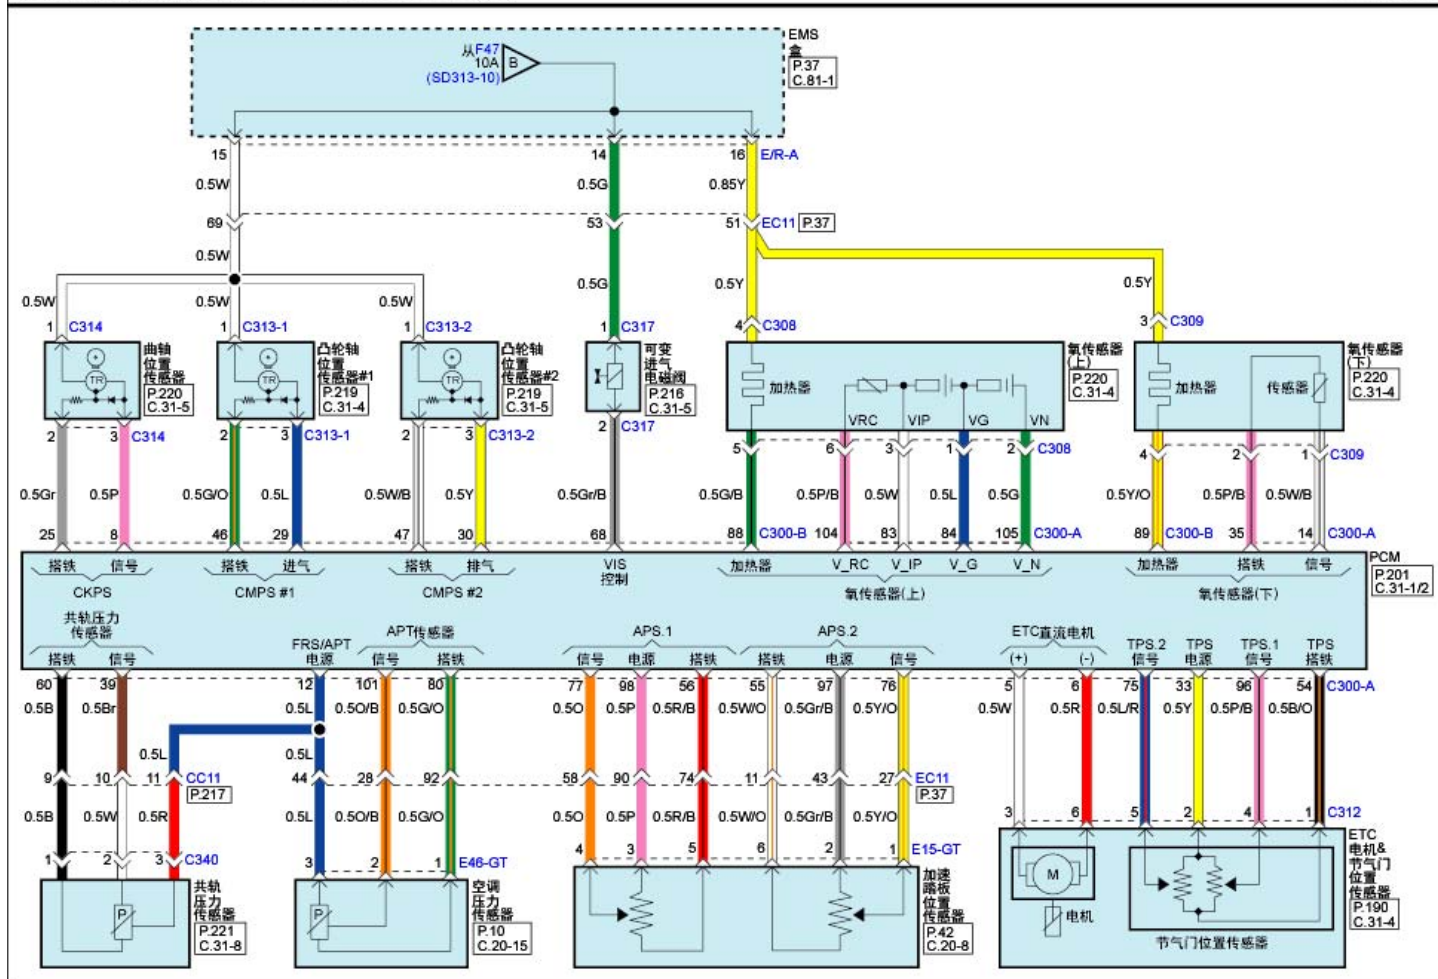 EMS
盒
P.37
C.81-1
从F47
10A
(SD313-10)
B
15
14
16
E/R-A
0.5W
0.5G
0.85Y
69
53
51
EC11
P.37
0.5W
0.5G
0.5Y
0.5Y
0.5W
0.5W
0.5W
1
C314
1
C313-1
1
C313-2
1
C317
4
C308
3
C309
曲轴
位置
传感器
P.220
C.31-5
TR
凸轮轴
位置
传感器#1
P.219
C.31-4
TR
凸轮轴
位置
传感器#2
P.219
C.31-5
TR
可变
进气
电磁阀
P.216
C.31-5
加热器
VRC
VIP
VG
VN
氧传感器
(上)
P.220
C.31-4
加热器
传感器
氧传感器
(下)
P.220
C.31-4
2
3
C314
2
3
C313-1
2
3
C313-2
2
C317
5
6
3
1
2
C308
4
2
1
C309
0.5Gr
0.5P
0.5G/O
0.5L
0.5W/B
0.5Y
0.5Gr/B
0.5G/B
0.5P/B
0.5W
0.5L
0.5G
0.5Y/O
0.5P/B
0.5W/B
25
8
46
29
47
30
68
88
C300-B
104
83
84
105
C300-A
89
C300-B
35
14
C300-A
PCM
P.201
C.31-1/2
搭铁
信号
搭铁
进气
搭铁
排气
VIS
控制
加热器
V_RC
V_IP
V_G
V_N
加热器
搭铁
信号
CKPS
CMPS #1
CMPS #2
氧传感器(上)
氧传感器(下)
共轨压力
传感器
搭铁
信号
FRS/APT
电源
APT传感器
信号
搭铁
APS.1
信号
电源
搭铁
APS.2
搭铁
电源
信号
ETC直流电机
(+)
(-)
TPS.2
信号
TPS
电源
TPS.1
信号
TPS
搭铁
60
39
12
101
80
77
98
56
55
97
76
5
6
75
33
96
54
C300-A
0.5B
0.5Br
0.5L
0.5O/B
0.5G/O
0.5O
0.5P
0.5R/B
0.5W/O
0.5Gr/B
0.5Y/O
0.5W
0.5R
0.5L/R
0.5Y
0.5P/B
0.5B/O
0.5L
0.5L
9
10
11
CC11
P.217
44
28
92
58
90
74
11
43
27
EC11
P.37
0.5B
0.5W
0.5R
0.5L
0.5O/B
0.5G/O
0.5O
0.5P
0.5R/B
0.5W/O
0.5Gr/B
0.5Y/O
3
6
5
2
4
1
C312
1
2
3
C340
3
2
1
E46-GT
4
3
5
6
2
1
E15-GT
P
共轨
压力
传感器
P.221
C.31-8
P
空调
压力
传感器
P.10
C.20-15
加速
踏板
位置
传感器
P.42
C.20-8
M
电机
节气门位置传感器
ETC
电机&
节气门
位置
传感器
P.190
C.31-4